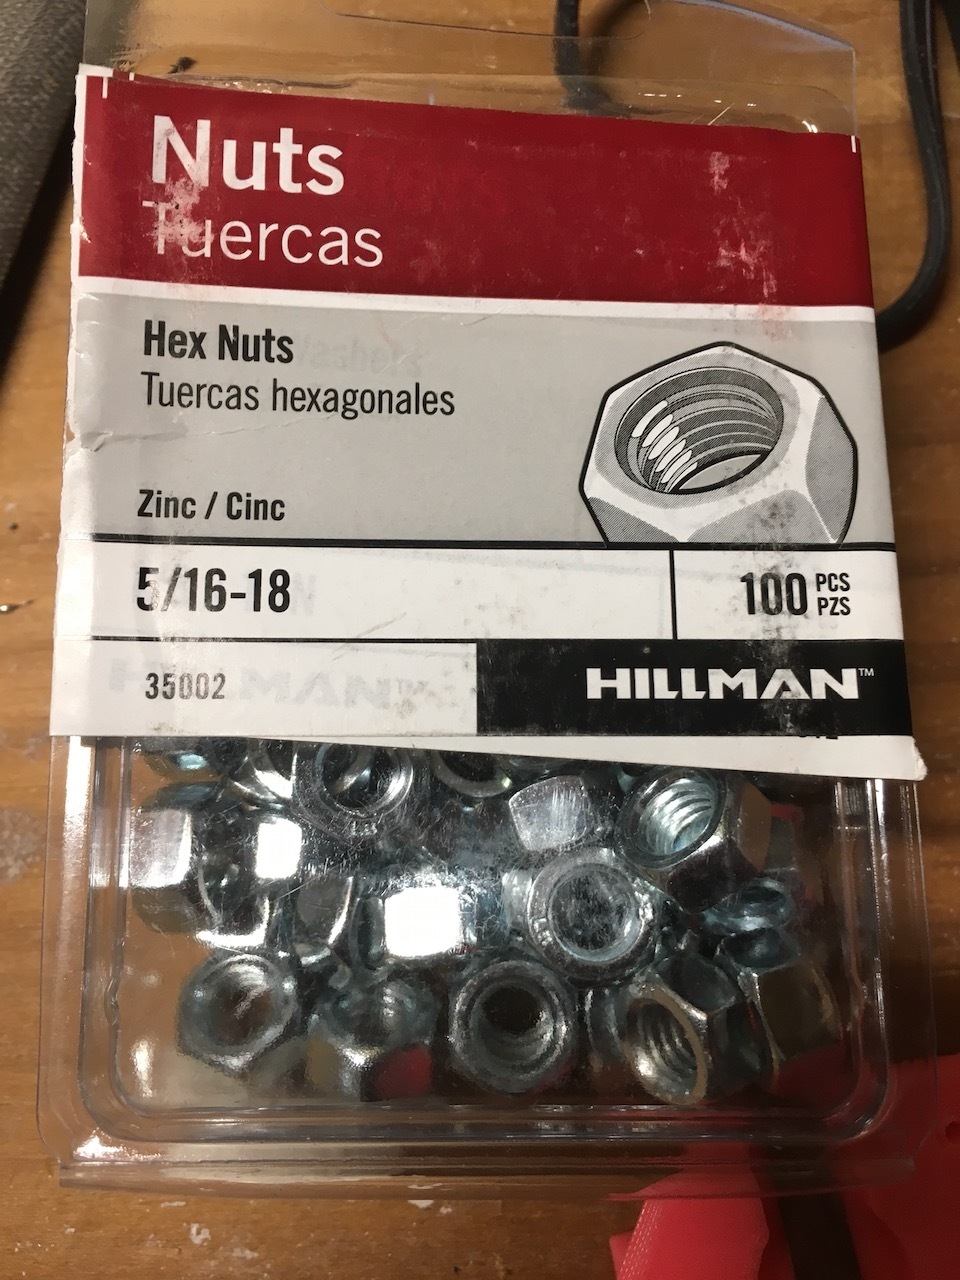 Nuts
Tuercas
Hex Nuts
Tuercas hexagonales
Zinc / Cinc
5/16-18
100 PCS
PZS
35002
HILLMAN™